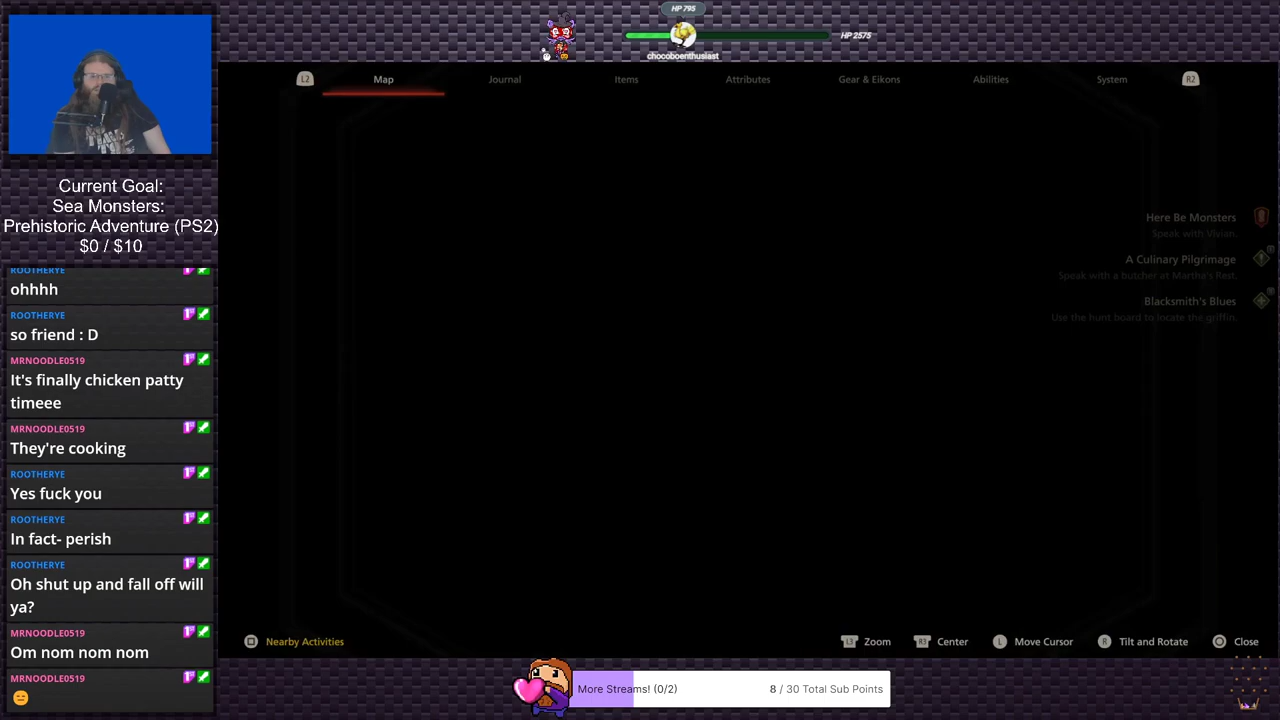 HP 795
HP 2575
chocoboenthusiast
L2
Map
Journal
Items
Attributes
Gear & Eikons
Abilities
System
R2
Current Goal:
Sea Monsters:
Prehistoric Adventure (PS2)
$0 / $10
ROOTHERYE
ohhhh
ROOTHERYE
so friend : D
MRNOODLE0519
It's finally chicken patty
timeee
MRNOODLE0519
They're cooking
ROOTHERYE
Yes fuck you
ROOTHERYE
In fact- perish
ROOTHERYE
Oh shut up and fall off will
ya?
MRNOODLE0519
Om nom nom nom
MRNOODLE0519
Here Be Monsters
Speak with Vivian.
A Culinary Pilgrimage
Speak with a butcher at Martha's Rest.
Blacksmith's Blues
Use the hunt board to locate the griffin.
Nearby Activities
L3 Zoom
R3 Center
L Move Cursor
R Tilt and Rotate
Close
More Streams! (0/2)
8 / 30 Total Sub Points